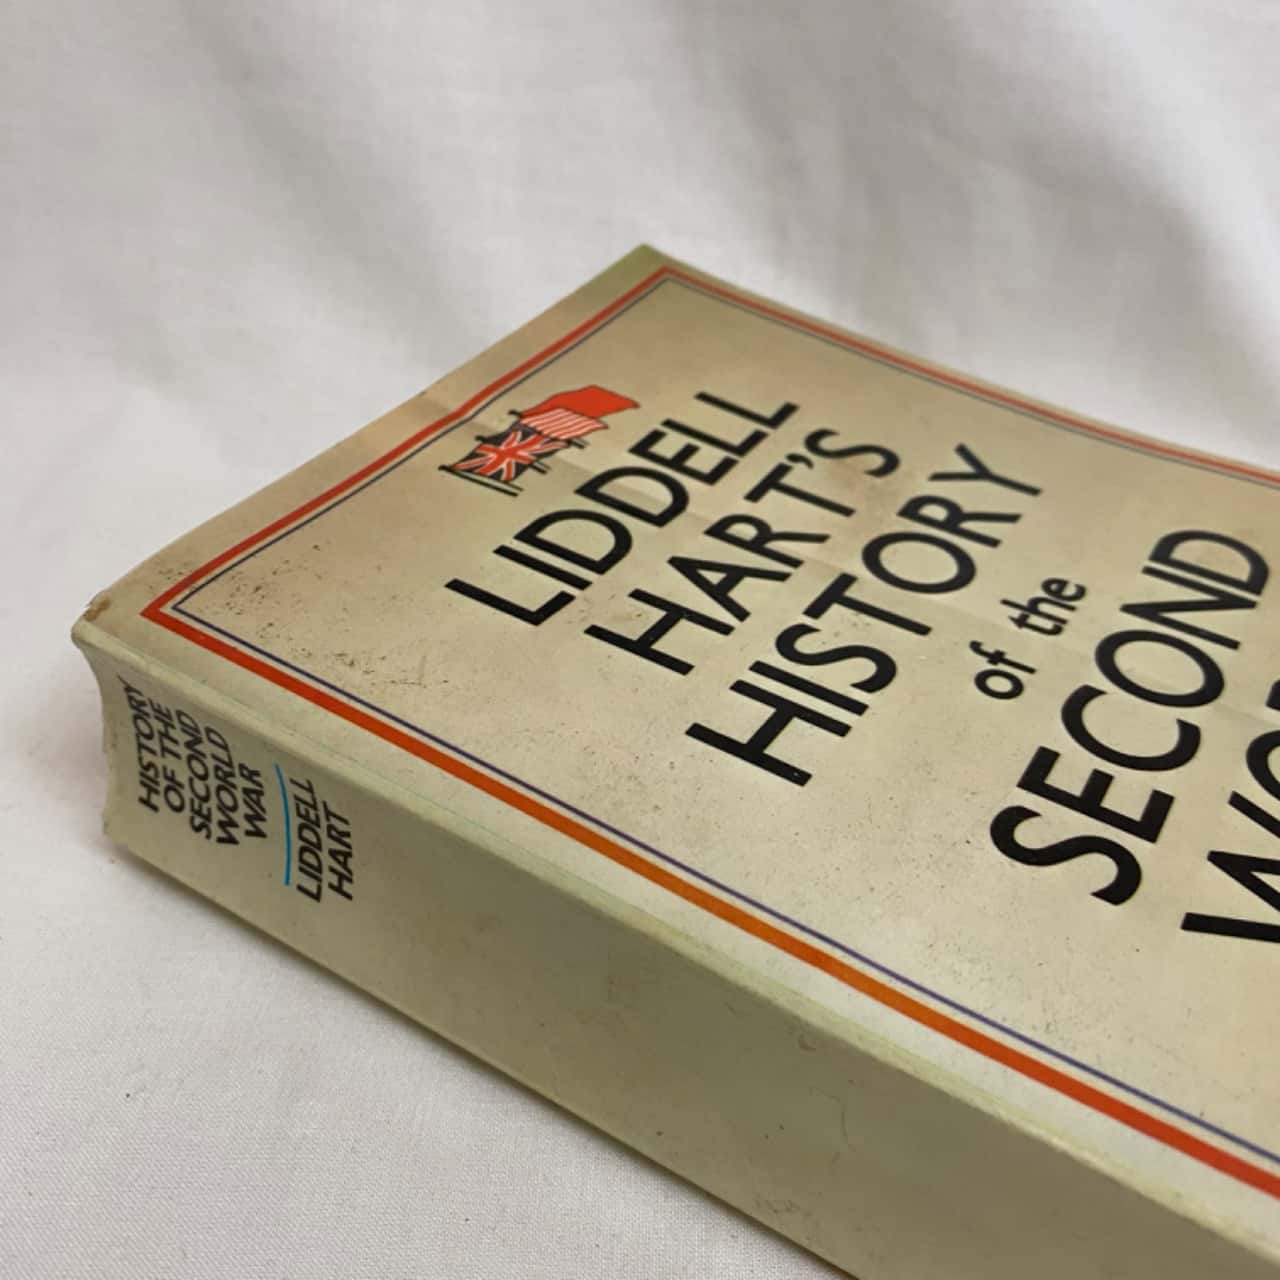 LIDDELL
HART'S
HISTORY
of the
SECOND
HISTORY
OF THE
SECOND
WORLD
WAR
LIDDELL
HART